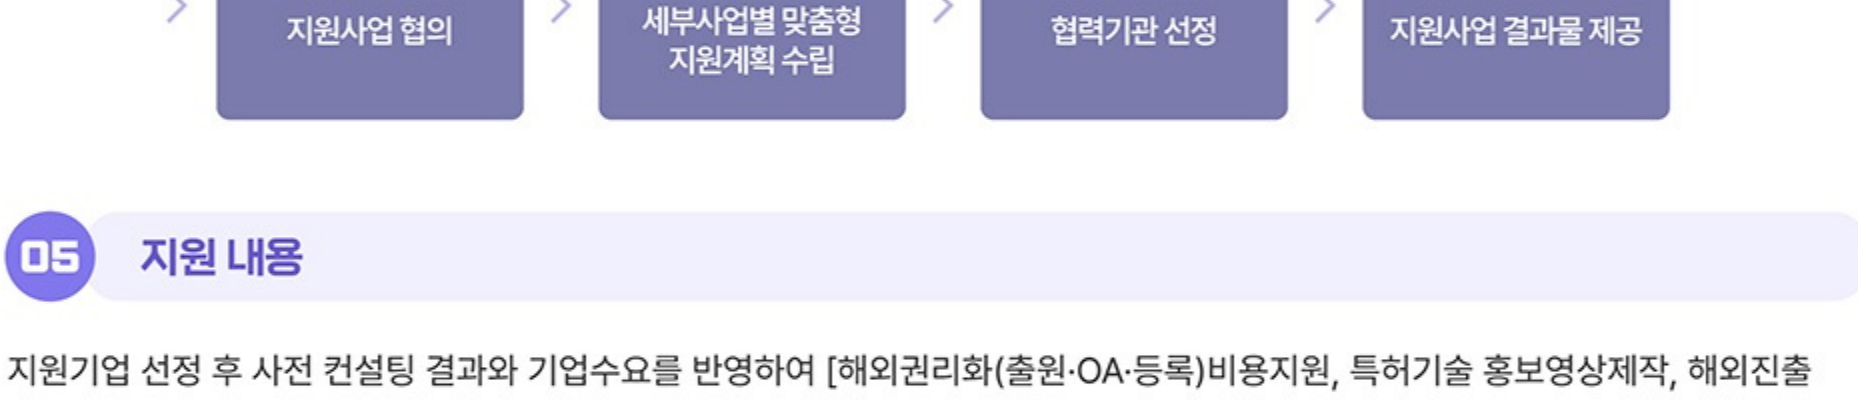 지원사업 협의
세부사업별 맞춤형
지원계획 수립
협력기관 선정
지원사업 결과물 제공
05 지원 내용
지원기업 선정 후 사전 컨설팅 결과와 기업수요를 반영하여 [해외권리화(출원·OA·등록)비용지원, 특허기술 홍보영상제작, 해외진출